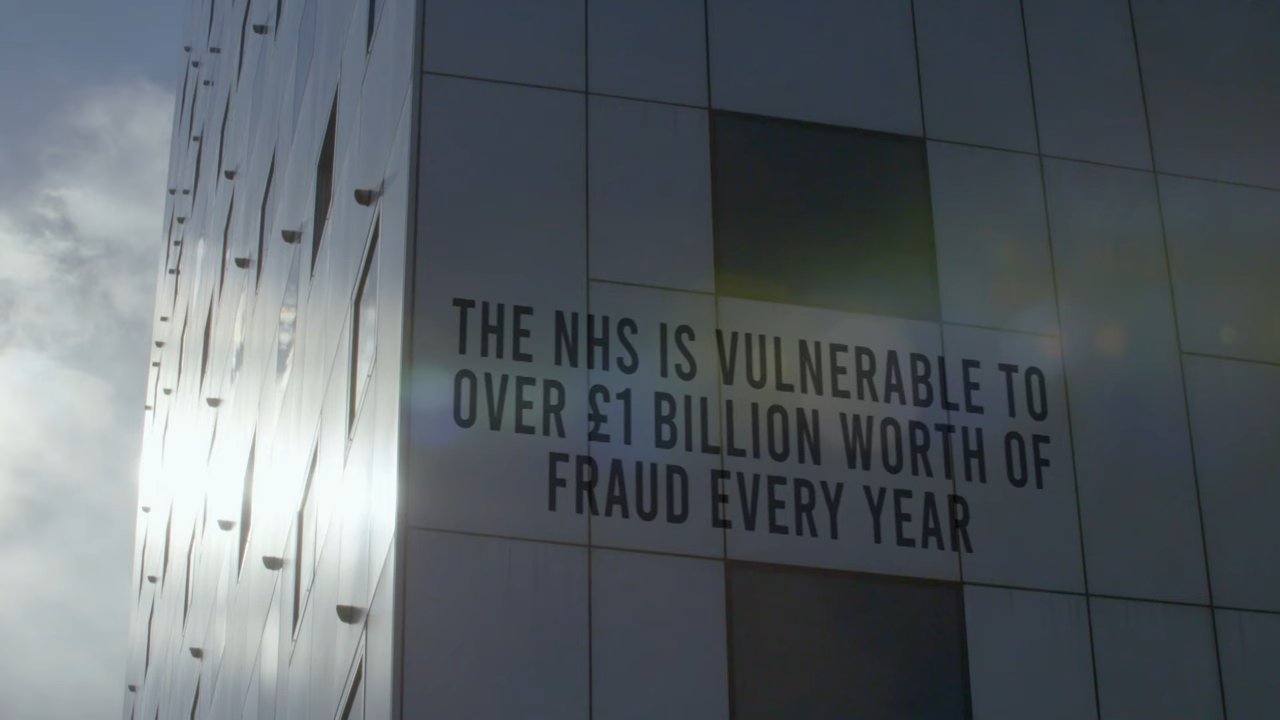 THE NHS IS VULNERABLE TO
OVER £1 BILLION WORTH OF
FRAUD EVERY YEAR